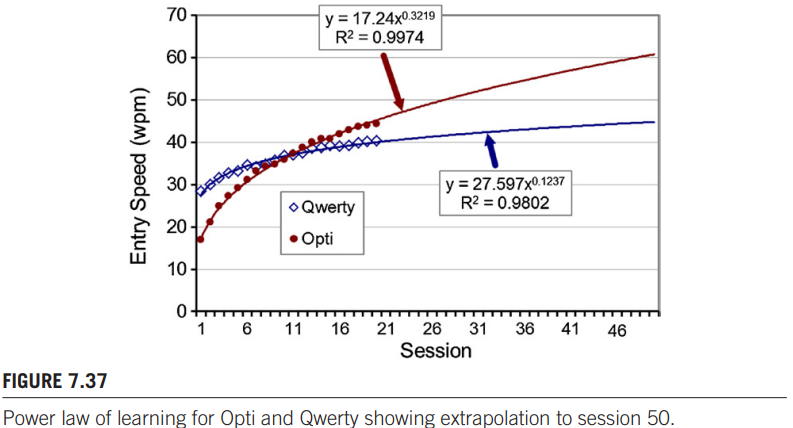 70
60
50
40
30
20
10
0
Entry Speed (wpm)
y = 17.24x^0.3219
R² = 0.9974
y = 27.597x^0.1237
R² = 0.9802
Qwerty
Opti
1 6 11 16 21 26 31 36 41 46
Session
FIGURE 7.37
Power law of learning for Opti and Qwerty showing extrapolation to session 50.